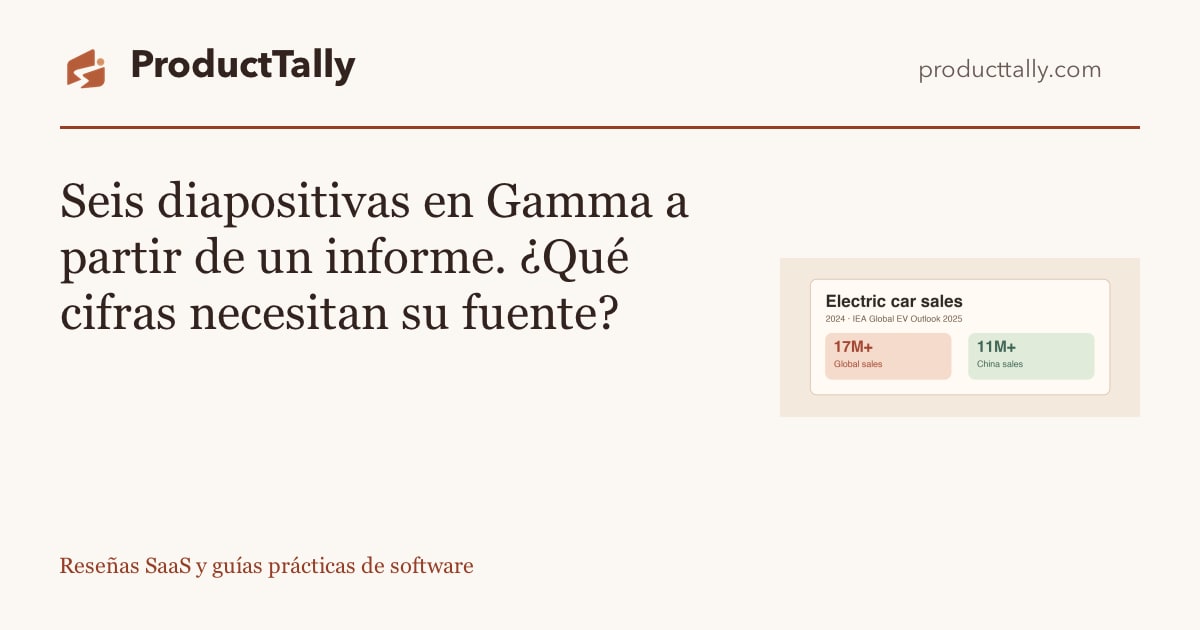 ProductTally
producttally.com
Seis diapositivas en Gamma a
partir de un informe. ¿Qué
cifras necesitan su fuente?
Electric car sales
2024 · IEA Global EV Outlook 2025
17M+
Global sales
11M+
China sales
Reseñas SaaS y guías prácticas de software